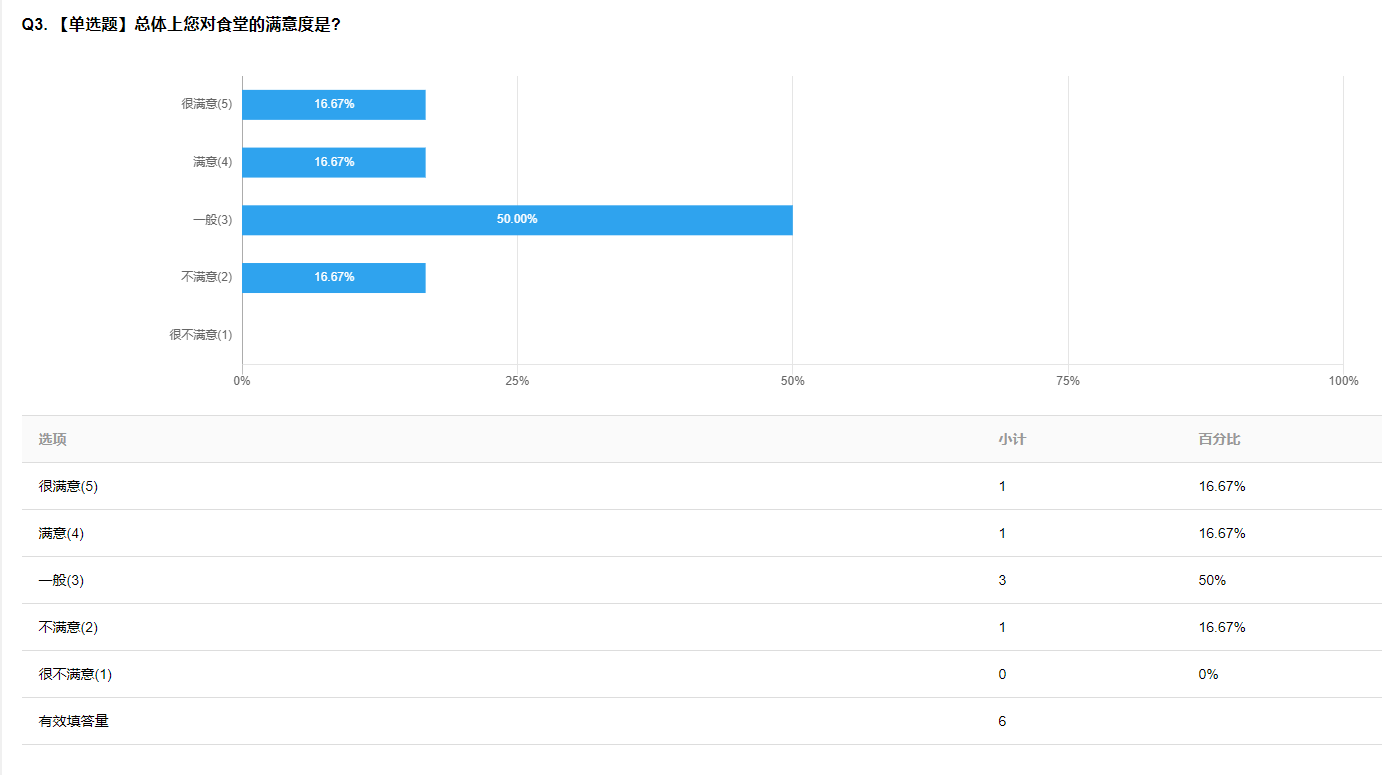 Q3. 【单选题】总体上您对食堂的满意度是?
很满意(5) 16.67%
满意(4) 16.67%
一般(3) 50.00%
不满意(2) 16.67%
很不满意(1)
0% 25% 50% 75% 100%
选项 小计 百分比
很满意(5) 1 16.67%
满意(4) 1 16.67%
一般(3) 3 50%
不满意(2) 1 16.67%
很不满意(1) 0 0%
有效填答量 6